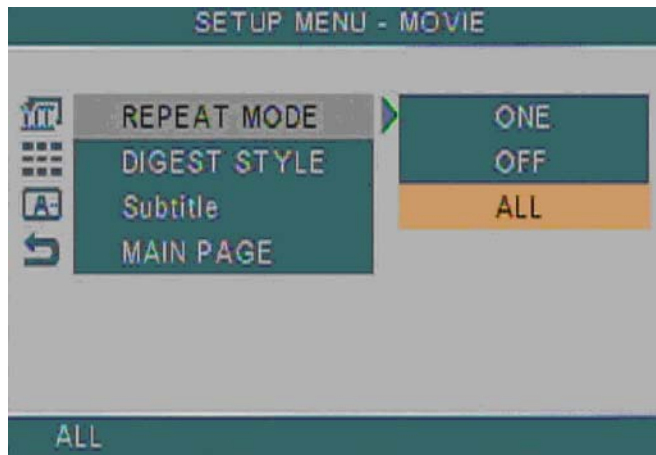 SETUP MENU - MOVIE
REPEAT MODE
ONE
DIGEST STYLE
OFF
Subtitle
ALL
MAIN PAGE
ALL